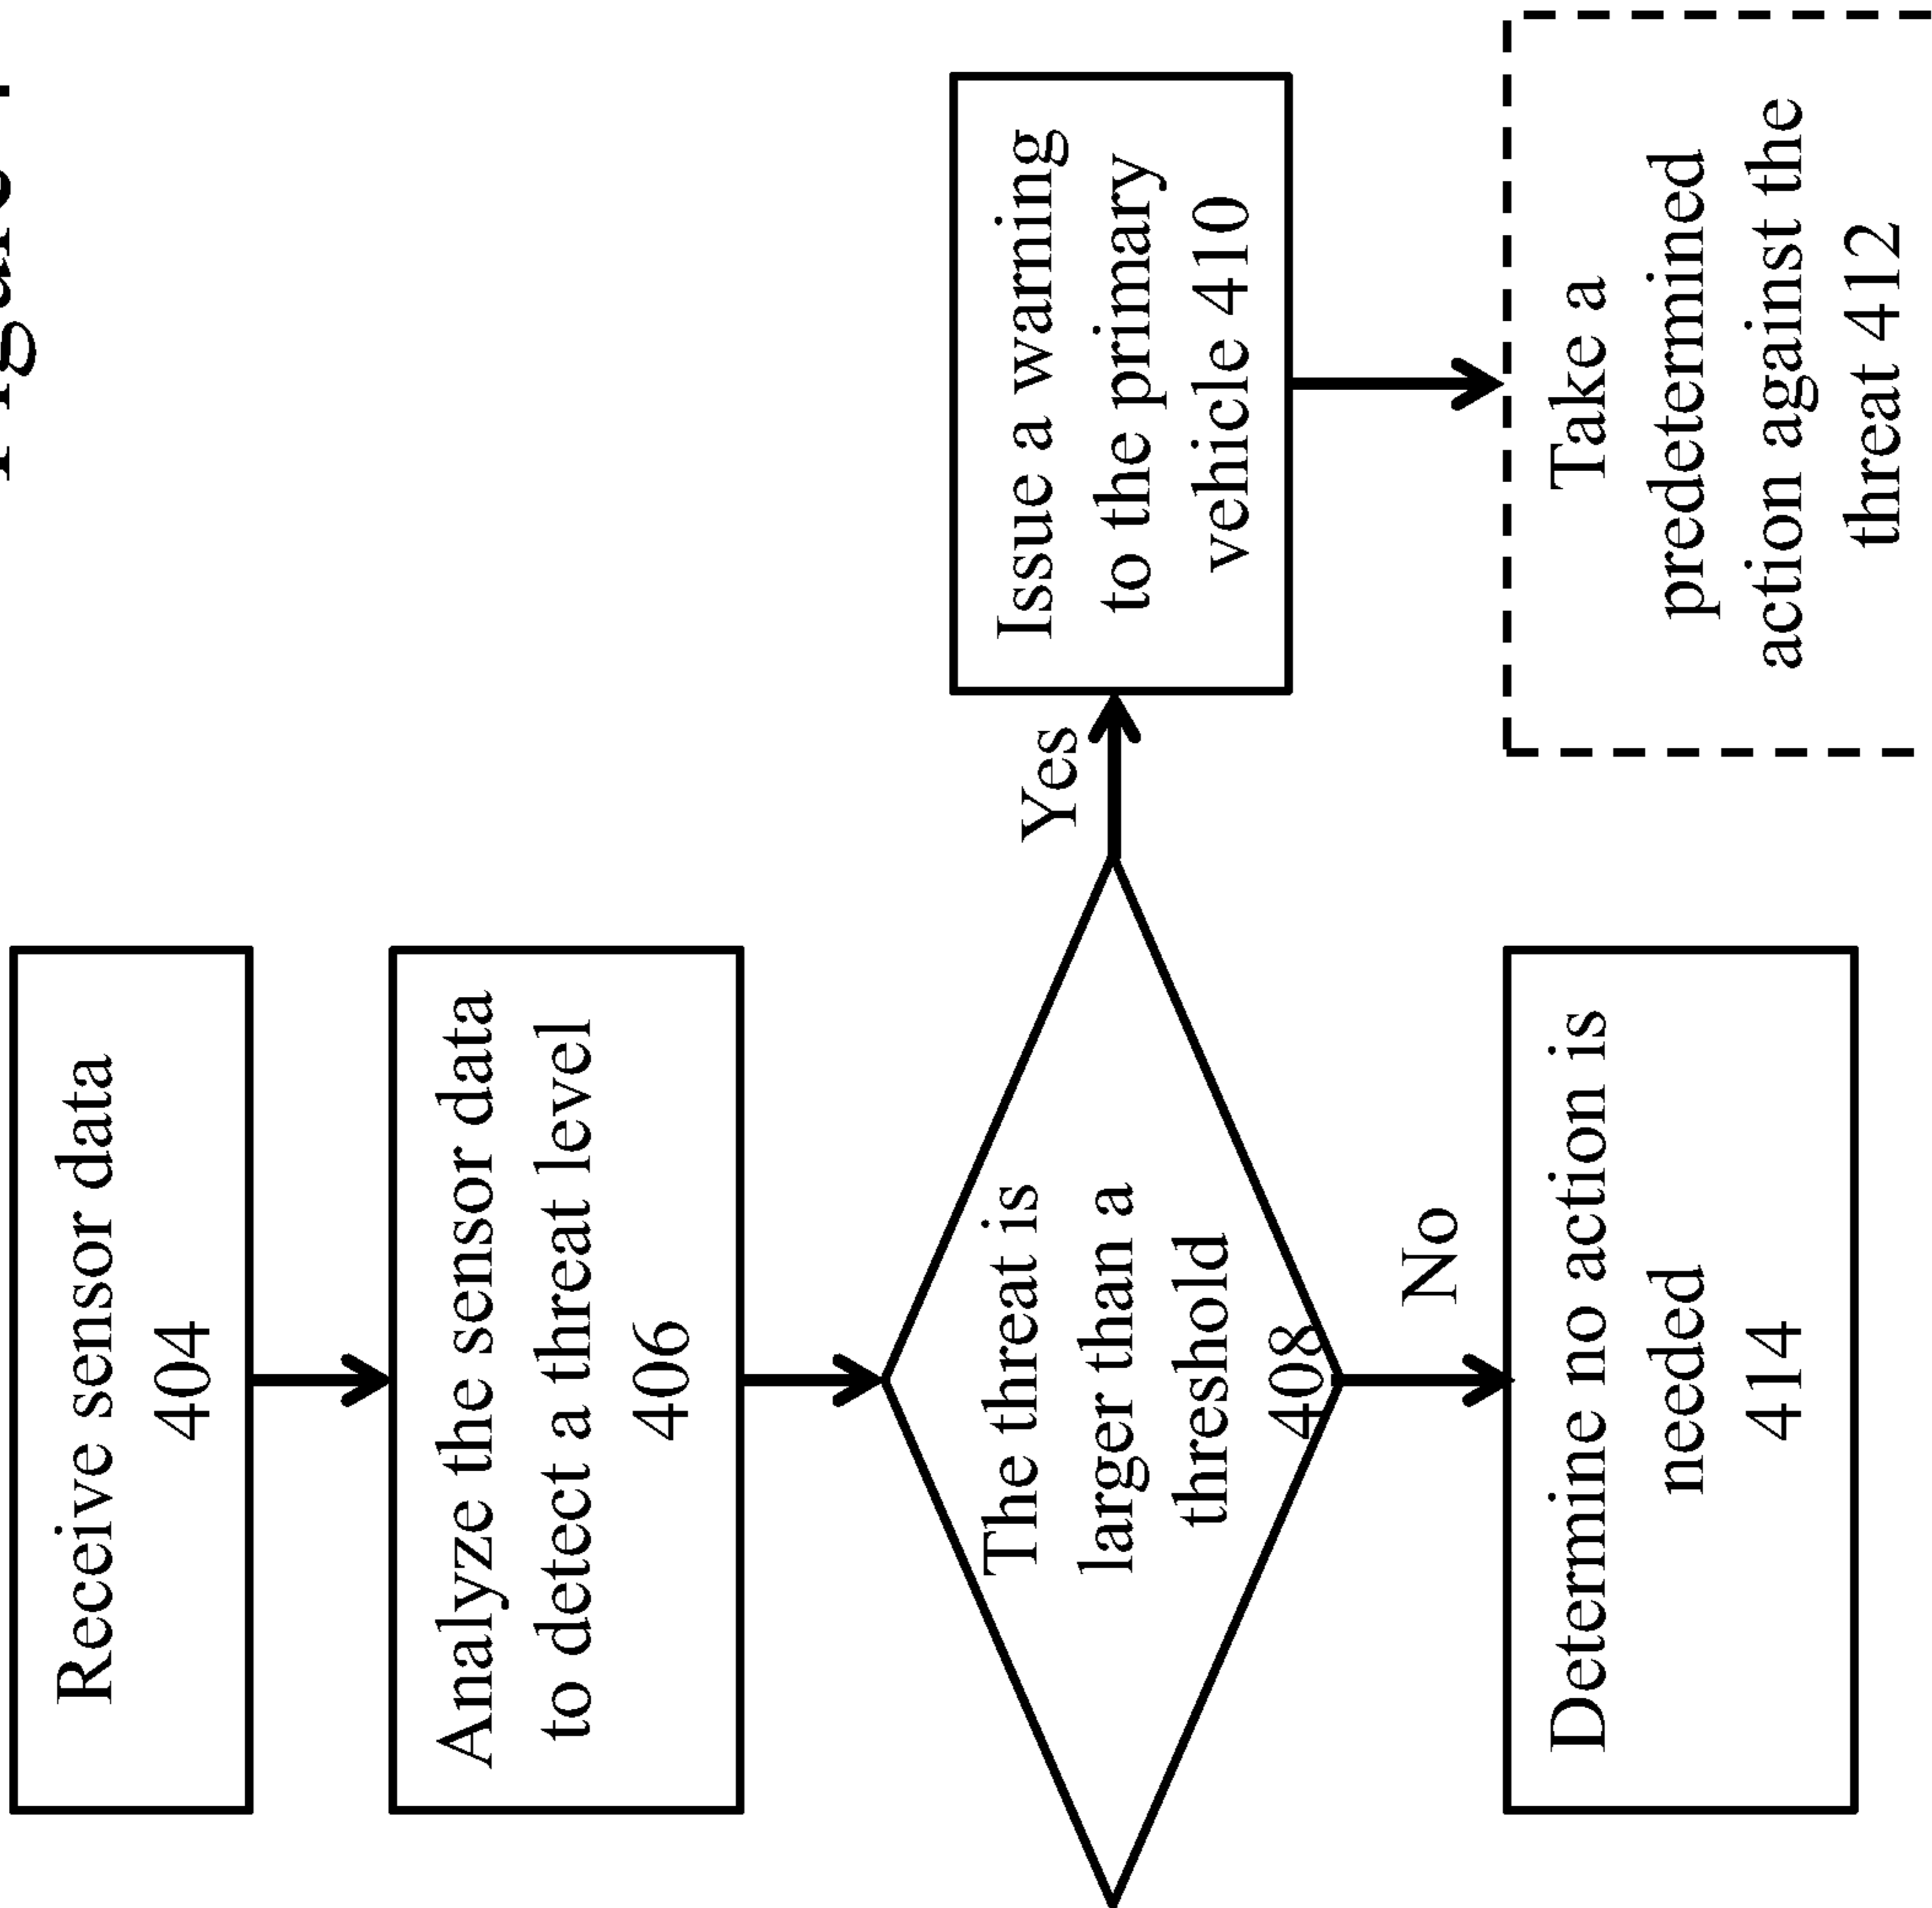 Receive sensor data
404
Analyze the sensor data
to detect a threat level
406
The threat is
larger than a
threshold
408
Yes
Issue a warning
to the primary
vehicle 410
Take a
predetermined
action against the
threat 412
No
Determine no action is
needed
414